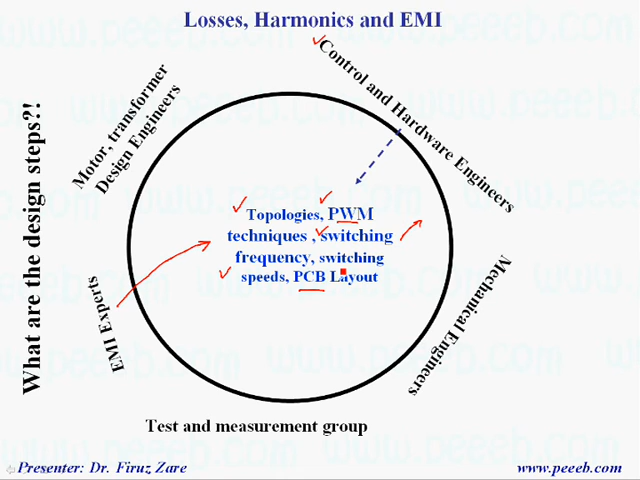 Losses, Harmonics and EMI
What are the design steps?!
Motor, transformer
Design Engineers
Control and Hardware Engineers
Topologies, PWM
techniques , switching
frequency, switching
speeds, PCB Layout
EMI Experts
Mechanical Engineers
Test and measurement group
Presenter: Dr. Firuz Zare
www.peeeb.com